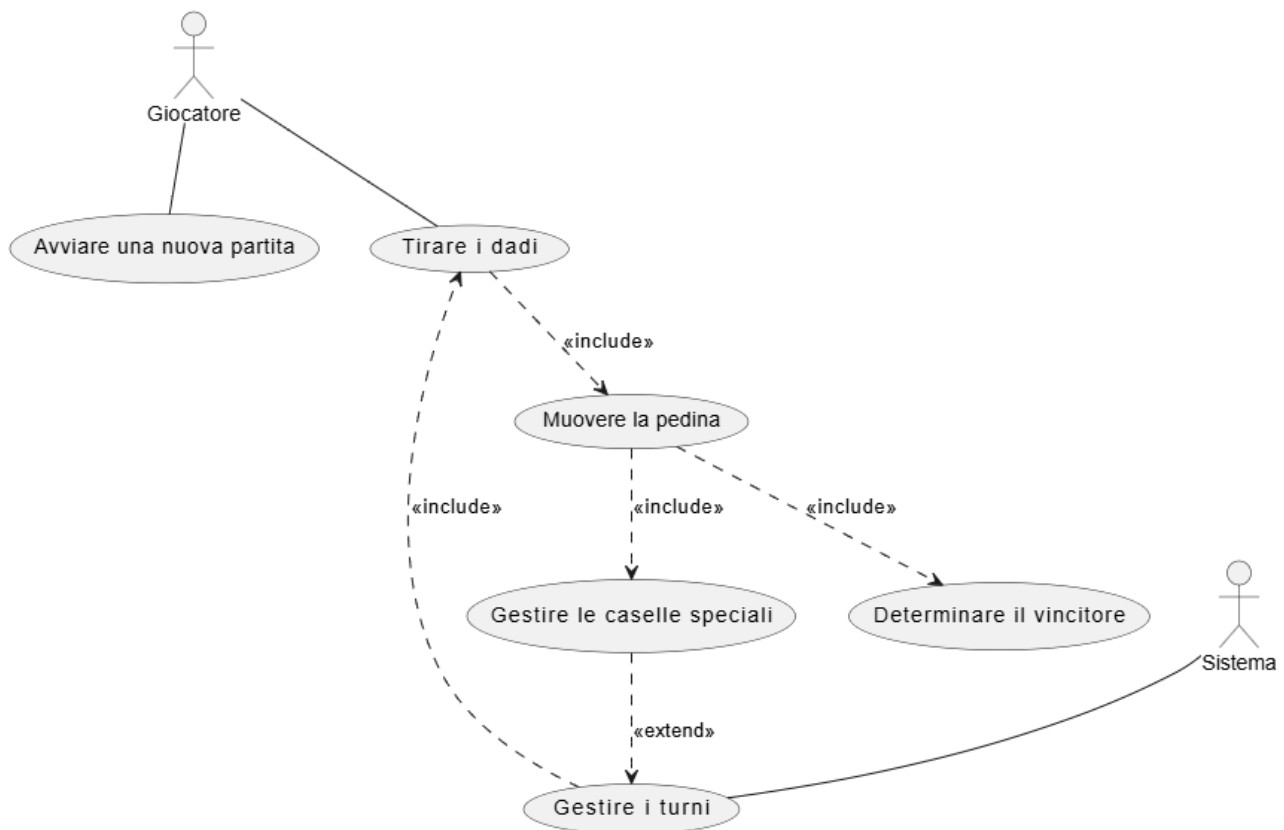 Giocatore
Avviare una nuova partita
Tirare i dadi
«include»
Muovere la pedina
«include»
«include»
«include»
Gestire le caselle speciali
Determinare il vincitore
Sistema
«extend»
Gestire i turni